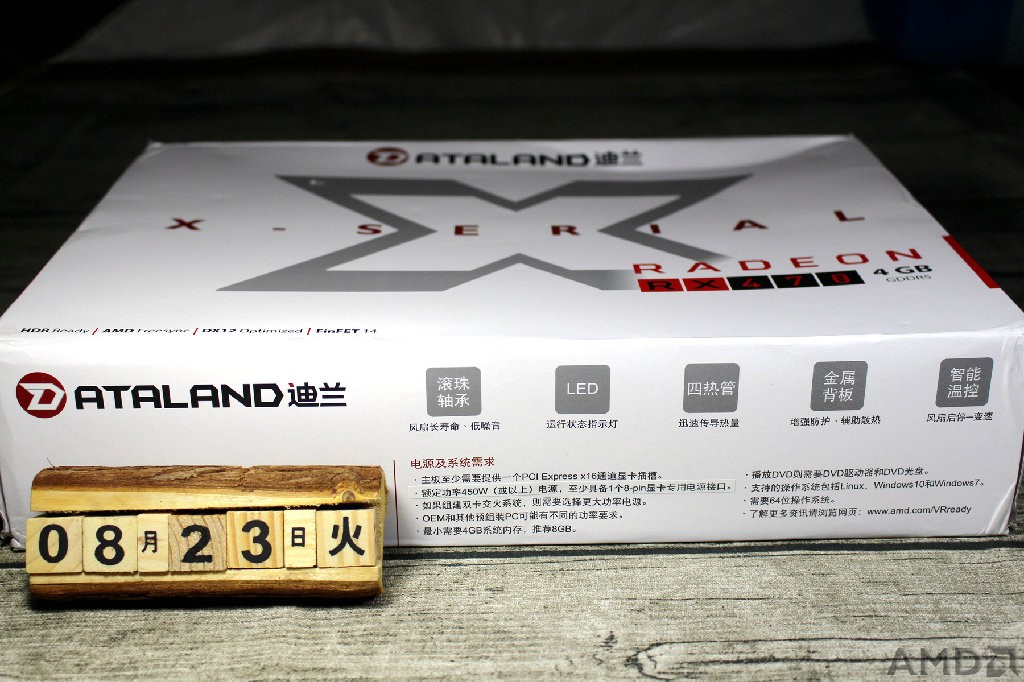 DATALAND迪兰
X-SERIAL
RADEON
RX470 4GB
GDDR5
HDR Ready / AMD FreeSync / DX12 Optimized / FinFET 14
DATALAND迪兰
滚珠
轴承
LED
四热管
金属
背板
智能
温控
风扇长寿命、低噪音
运行状态指示灯
迅速传导热量
增强防护、辅助散热
风扇启停-变速
电源及系统需求
· 主板至少需要提供一个PCI Express x16通道显卡插槽。
· 额定功率450W（或以上）电源，至少具备1个8-pin显卡专用电源接口。
· 如果组建双卡交火系统，则需要选择更大功率电源。
· OEM和其他预组装PC可能有不同的功率要求。
· 最小需要4GB系统内存，推荐8GB。
· 播放DVD则需要DVD驱动器和DVD光盘。
· 支持的操作系统包括Linux、Windows10和Windows7。
· 需要64位操作系统。
· 了解更多资讯请浏览网页：www.amd.com/VRready
08月23日火
AMD